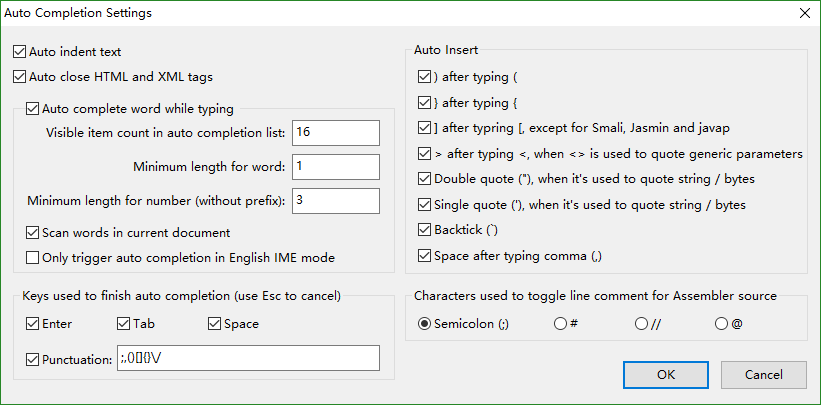 Auto Completion Settings
Auto indent text
Auto close HTML and XML tags
Auto complete word while typing
Visible item count in auto completion list: 16
Minimum length for word: 1
Minimum length for number (without prefix): 3
Scan words in current document
Only trigger auto completion in English IME mode
Keys used to finish auto completion (use Esc to cancel)
Enter Tab Space
Punctuation: ;,()[]{}\/
Auto Insert
) after typing (
} after typing {
] after typring [, except for Smali, Jasmin and javap
> after typing <, when <> is used to quote generic parameters
Double quote ("), when it's used to quote string / bytes
Single quote ('), when it's used to quote string / bytes
Backtick (`)
Space after typing comma (,)
Characters used to toggle line comment for Assembler source
Semicolon (;) # // @
OK Cancel